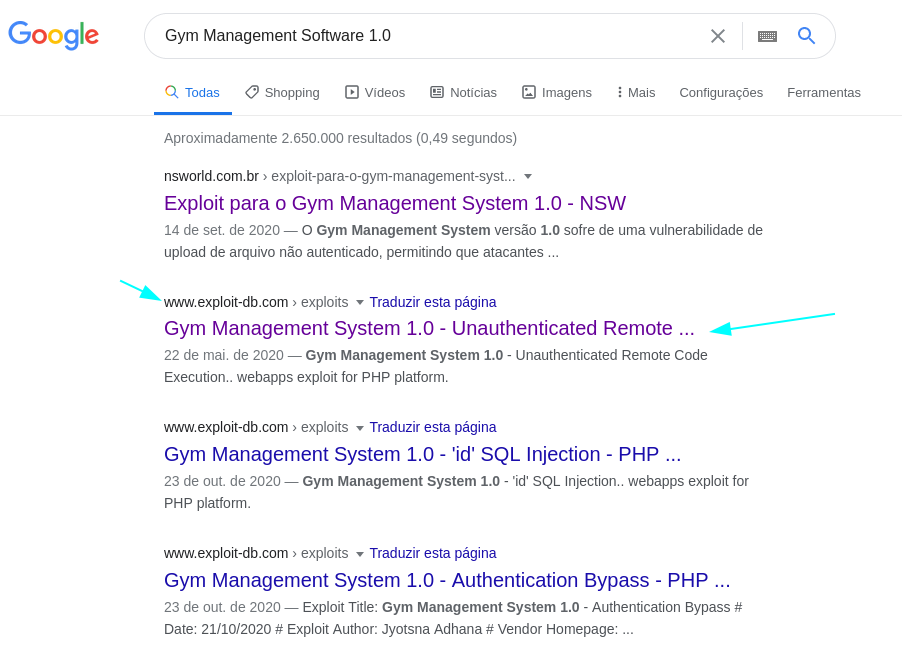 Google
Gym Management Software 1.0
Todas Shopping Vídeos Notícias Imagens Mais Configurações Ferramentas
Aproximadamente 2.650.000 resultados (0,49 segundos)
nsworld.com.br › exploit-para-o-gym-management-syst...
Exploit para o Gym Management System 1.0 - NSW
14 de set. de 2020 — O Gym Management System versão 1.0 sofre de uma vulnerabilidade de
upload de arquivo não autenticado, permitindo que atacantes ...
www.exploit-db.com › exploits Traduzir esta página
Gym Management System 1.0 - Unauthenticated Remote ...
22 de mai. de 2020 — Gym Management System 1.0 - Unauthenticated Remote Code
Execution.. webapps exploit for PHP platform.
www.exploit-db.com › exploits Traduzir esta página
Gym Management System 1.0 - 'id' SQL Injection - PHP ...
23 de out. de 2020 — Gym Management System 1.0 - 'id' SQL Injection.. webapps exploit for
PHP platform.
www.exploit-db.com › exploits Traduzir esta página
Gym Management System 1.0 - Authentication Bypass - PHP ...
23 de out. de 2020 — Exploit Title: Gym Management System 1.0 - Authentication Bypass #
Date: 21/10/2020 # Exploit Author: Jyotsna Adhana # Vendor Homepage: ...